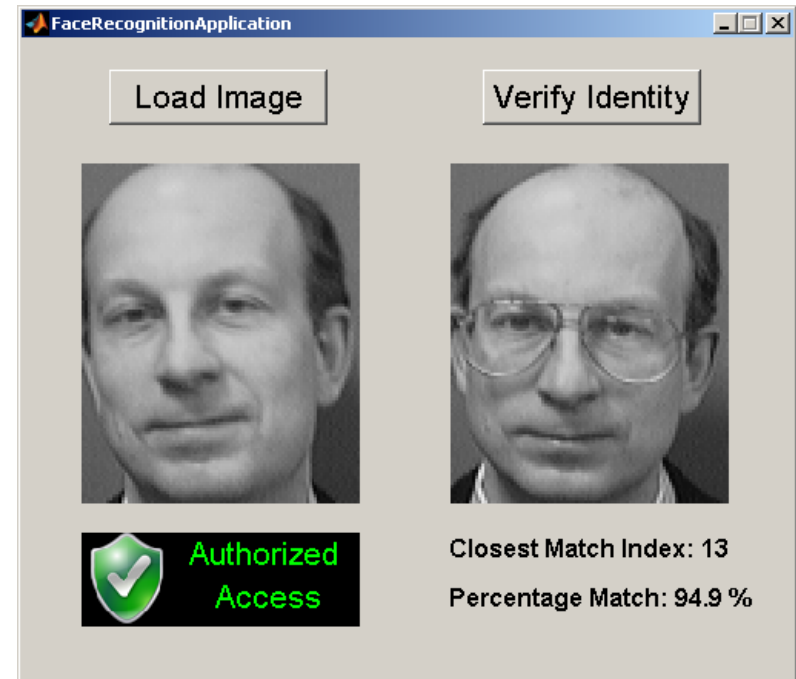 FaceRecognitionApplication
Load Image
Verify Identity
Authorized
Access
Closest Match Index: 13
Percentage Match: 94.9 %